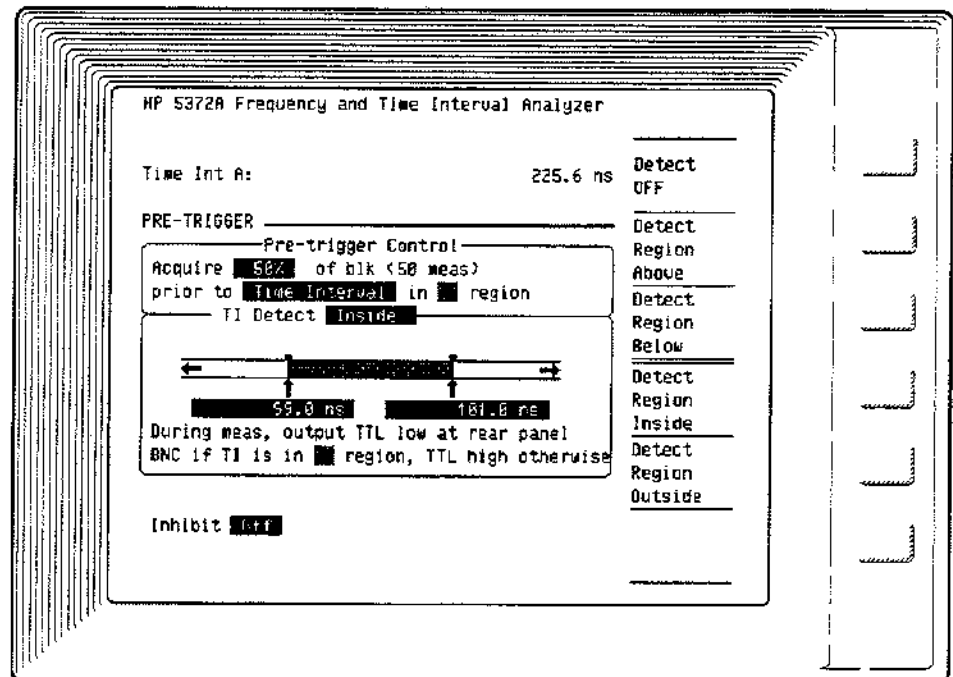 HP 5372A Frequency and Time Interval Analyzer
Time Int A: 225.6 ns
PRE-TRIGGER
Pre-trigger Control
Acquire 50% of blk (50 meas)
prior to Time Interval in region
TI Detect Inside
99.0 ns 101.0 ns
During meas, output TTL low at rear panel
BNC if TI is in region, TTL high otherwise
Inhibit Off
Detect
OFF
Detect
Region
Above
Detect
Region
Below
Detect
Region
Inside
Detect
Region
Outside